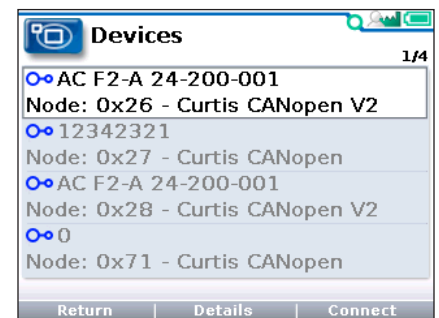 Devices
1/4
AC F2-A 24-200-001
Node: 0x26 - Curtis CANopen V2
12342321
Node: 0x27 - Curtis CANopen
AC F2-A 24-200-001
Node: 0x28 - Curtis CANopen V2
0
Node: 0x71 - Curtis CANopen
Return | Details | Connect